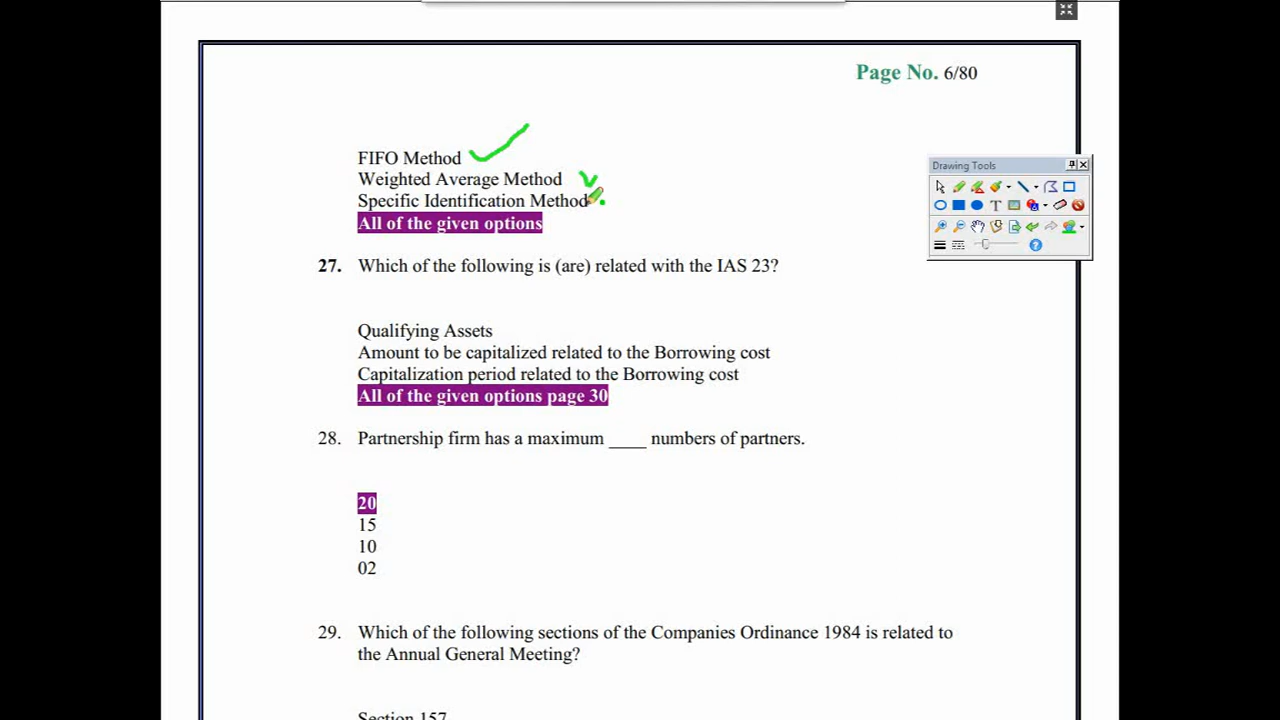 Page No. 6/80
FIFO Method
Weighted Average Method
Specific Identification Method
All of the given options
Drawing Tools
27. Which of the following is (are) related with the IAS 23?
Qualifying Assets
Amount to be capitalized related to the Borrowing cost
Capitalization period related to the Borrowing cost
All of the given options page 30
28. Partnership firm has a maximum ____ numbers of partners.
20
15
10
02
29. Which of the following sections of the Companies Ordinance 1984 is related to
the Annual General Meeting?
Section 157